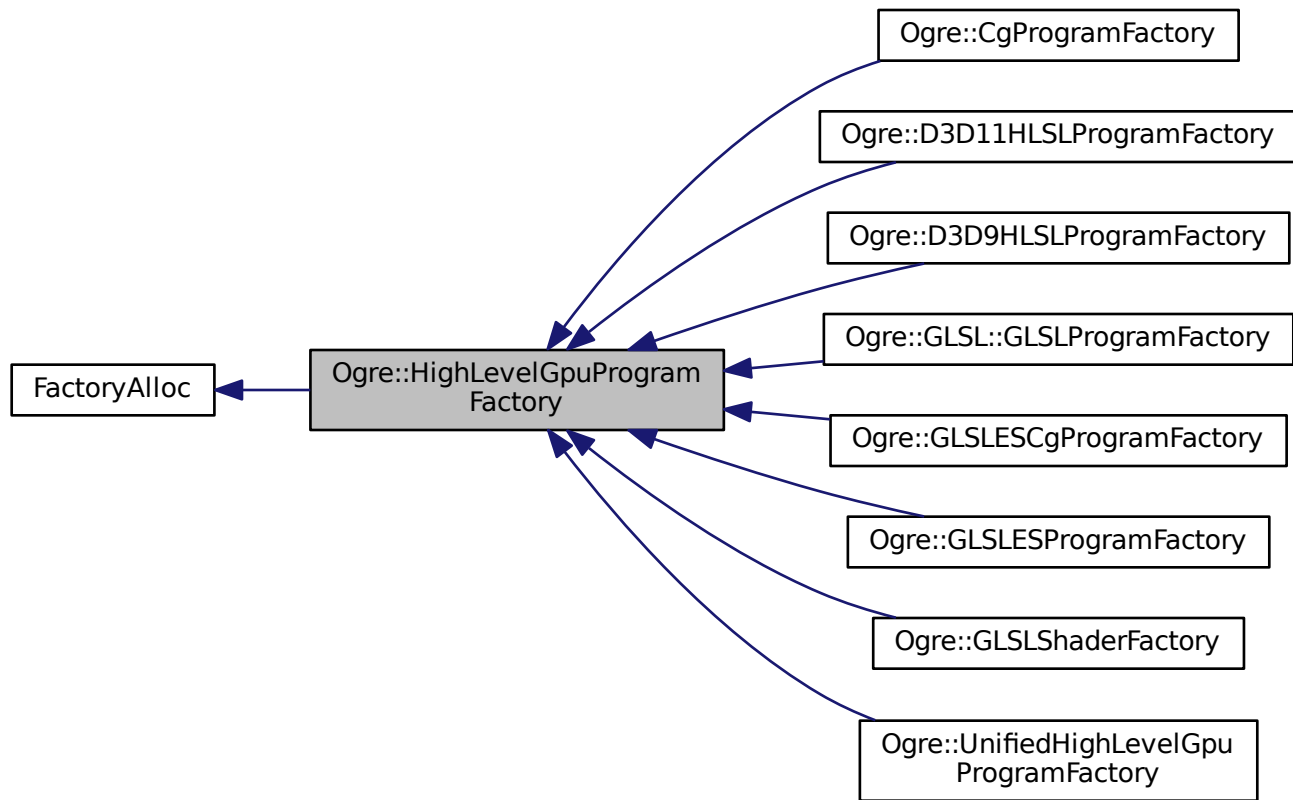 Ogre::CgProgramFactory
Ogre::D3D11HLSLProgramFactory
Ogre::D3D9HLSLProgramFactory
Ogre::GLSL::GLSLProgramFactory
FactoryAlloc
Ogre::HighLevelGpuProgram
Factory
Ogre::GLSLESCgProgramFactory
Ogre::GLSLESProgramFactory
Ogre::GLSLShaderFactory
Ogre::UnifiedHighLevelGpu
ProgramFactory